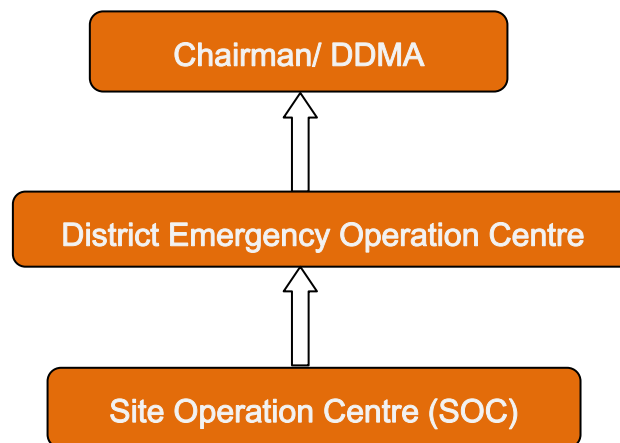 Chairman/ DDMA
District Emergency Operation Centre
Site Operation Centre (SOC)